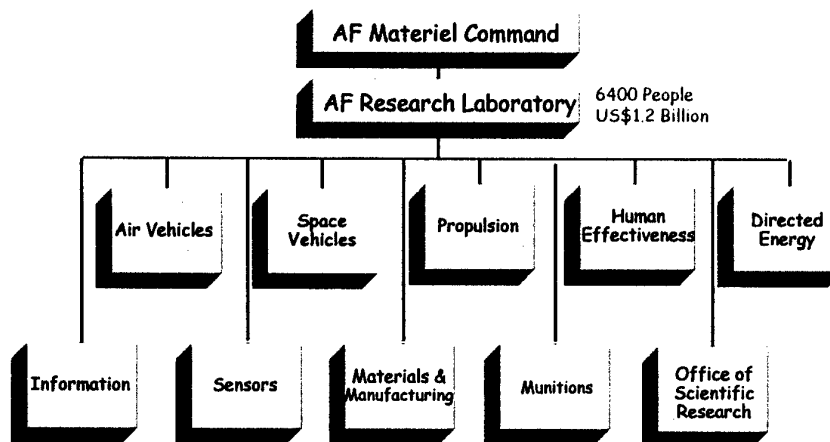 AF Materiel Command
AF Research Laboratory
6400 People
US$1.2 Billion
Air Vehicles
Space
Vehicles
Propulsion
Human
Effectiveness
Directed
Energy
Information
Sensors
Materials &
Manufacturing
Munitions
Office of
Scientific
Research